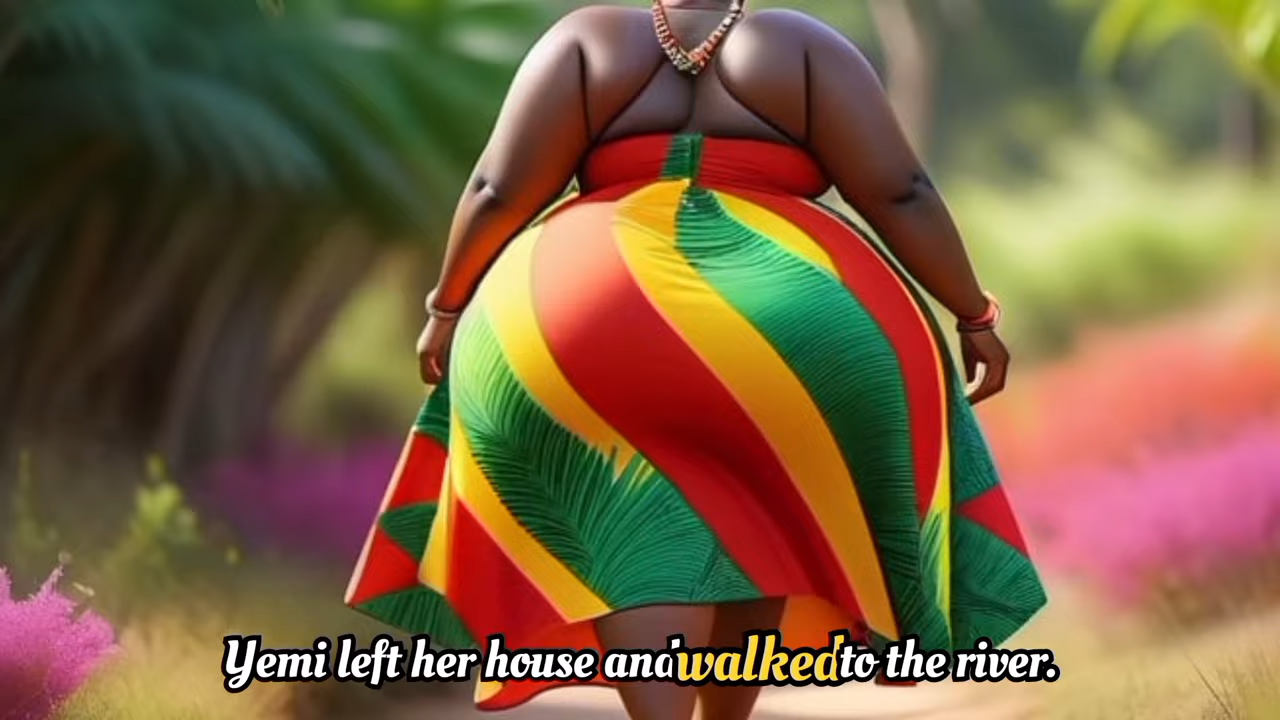 Yemi left her house and walked to the river.